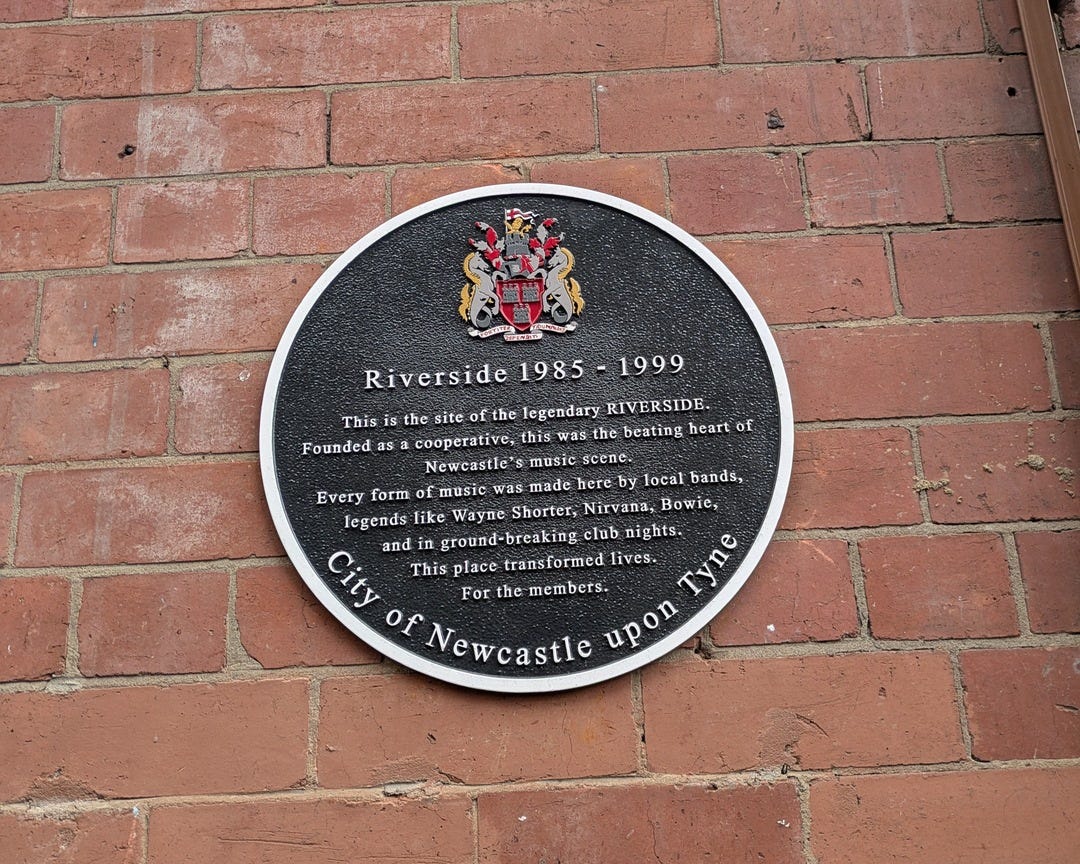 FORTITER
DEFENDIT
TRIUMPHANS
Riverside 1985 - 1999
This is the site of the legendary RIVERSIDE.
Founded as a cooperative, this was the beating heart of
Newcastle's music scene.
Every form of music was made here by local bands,
legends like Wayne Shorter, Nirvana, Bowie,
and in ground-breaking club nights.
This place transformed lives.
For the members.
City of Newcastle upon Tyne